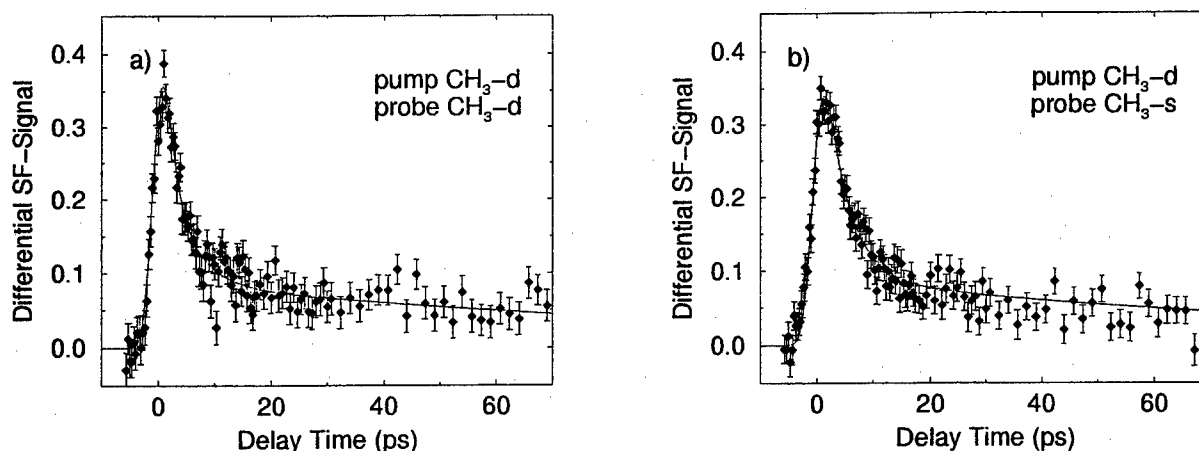 a)
pump CH₃–d
probe CH₃–d
Differential SF–Signal
0.4
0.3
0.2
0.1
0.0
0 20 40 60
Delay Time (ps)
b)
pump CH₃–d
probe CH₃–s
Differential SF–Signal
0.4
0.3
0.2
0.1
0.0
0 20 40 60
Delay Time (ps)